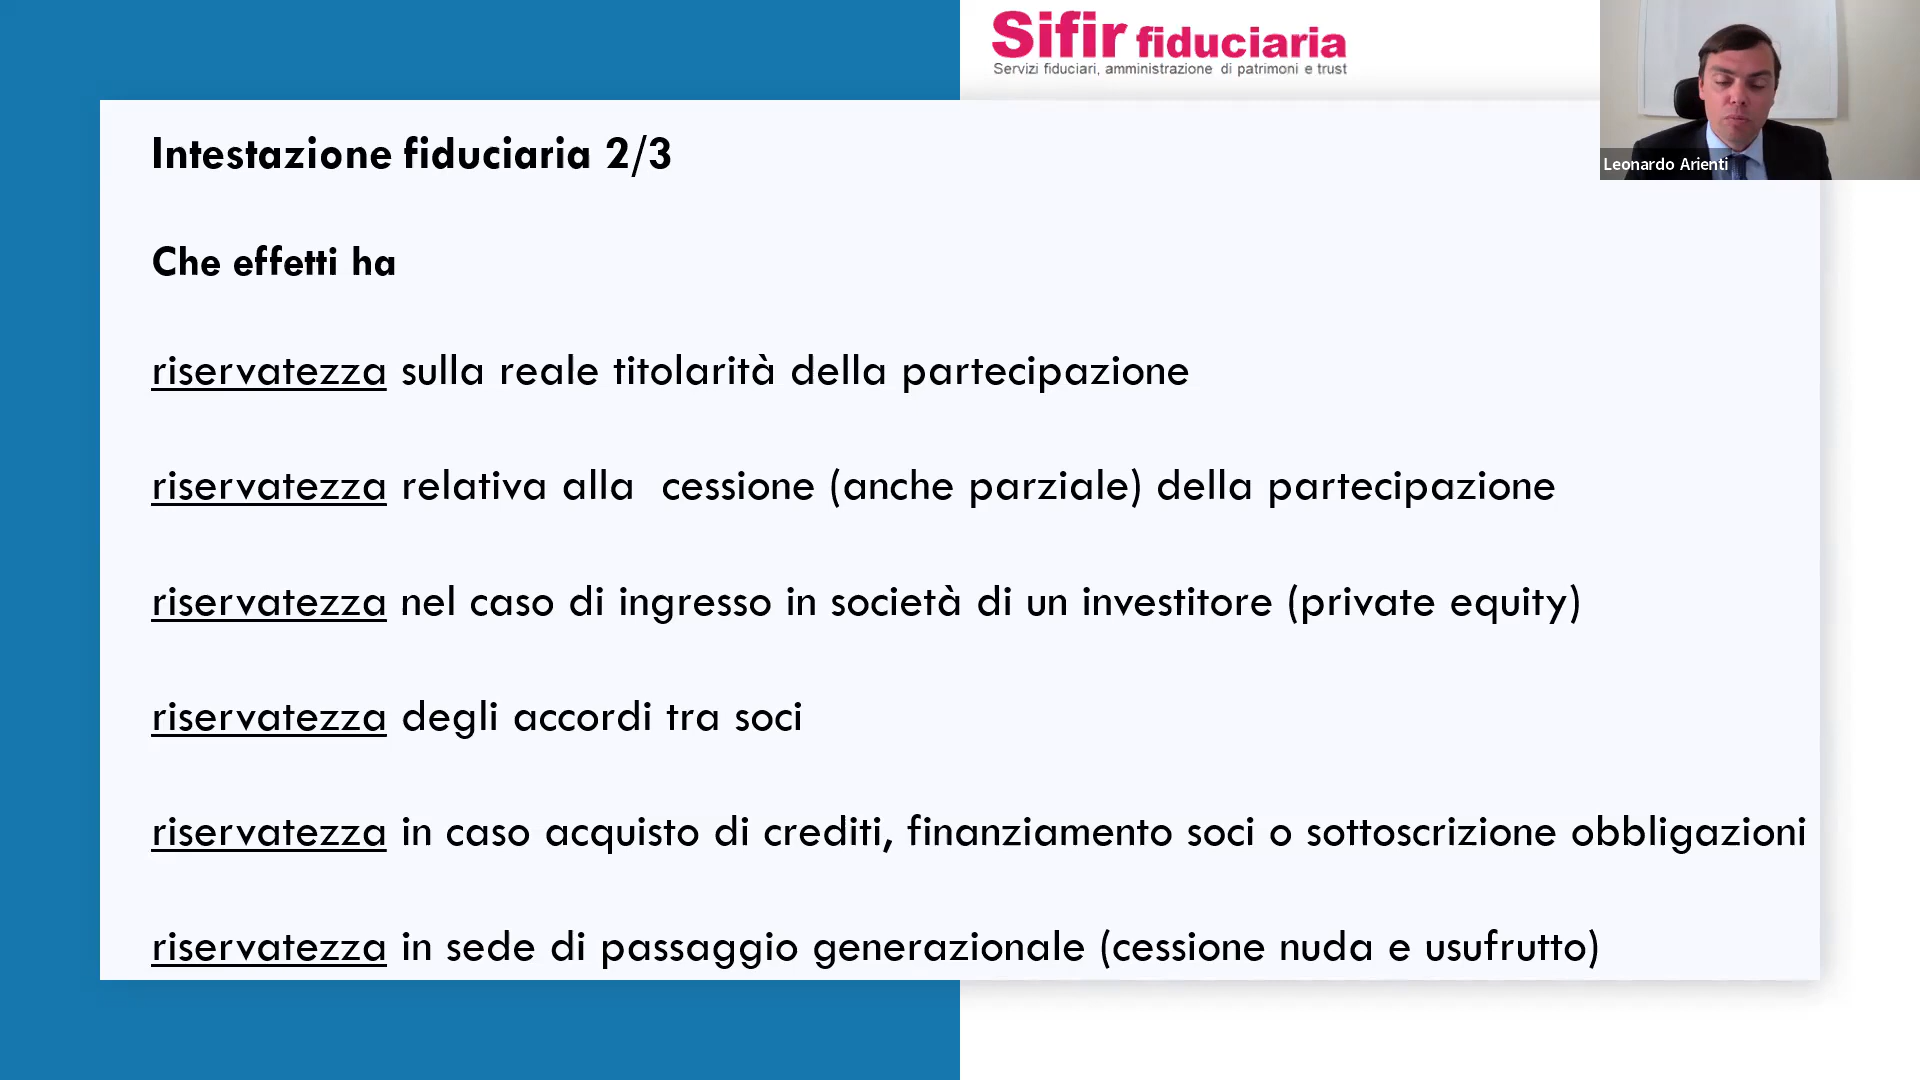 Sifir fiduciaria
Servizi fiduciari, amministrazione di patrimoni e trust
Leonardo Arienti
Intestazione fiduciaria 2/3
Che effetti ha
riservatezza sulla reale titolarità della partecipazione
riservatezza relativa alla cessione (anche parziale) della partecipazione
riservatezza nel caso di ingresso in società di un investitore (private equity)
riservatezza degli accordi tra soci
riservatezza in caso acquisto di crediti, finanziamento soci o sottoscrizione obbligazioni
riservatezza in sede di passaggio generazionale (cessione nuda e usufrutto)